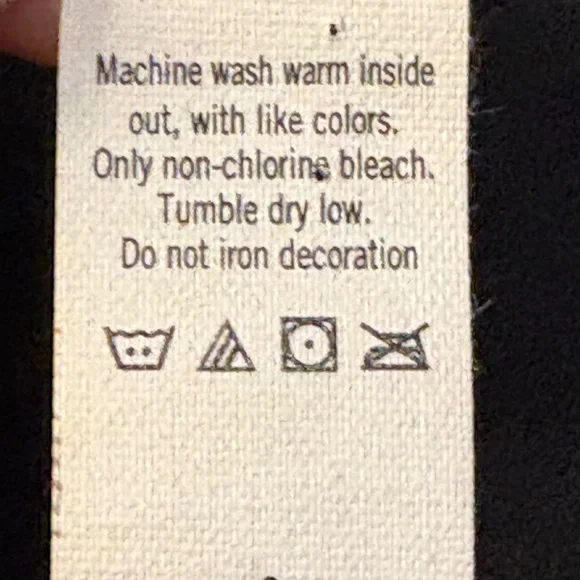 Machine wash warm inside
out, with like colors.
Only non-chlorine bleach.
Tumble dry low.
Do not iron decoration